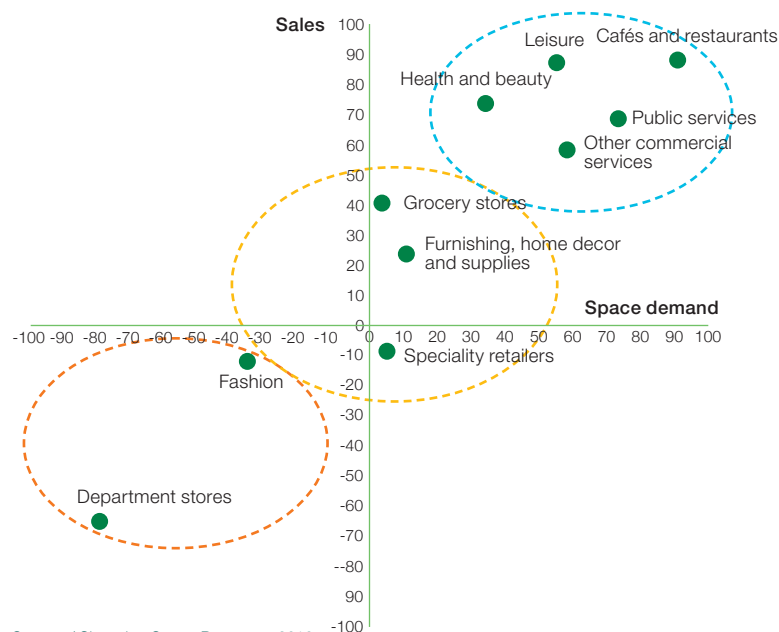 Sales
100
90
80
70
60
50
40
30
20
10
0
-10
-20
-30
-40
-50
--60
-70
--80
90
-100
Leisure
Cafés and restaurants
Health and beauty
Public services
Other commercial
services
Grocery stores
Furnishing, home decor
and supplies
Space demand
-100 -90 -80 -70 -60 -50 -40 -30 -20 -10 0 10 20 30 40 50 60 70 80 90 100
Speciality retailers
Fashion
Department stores